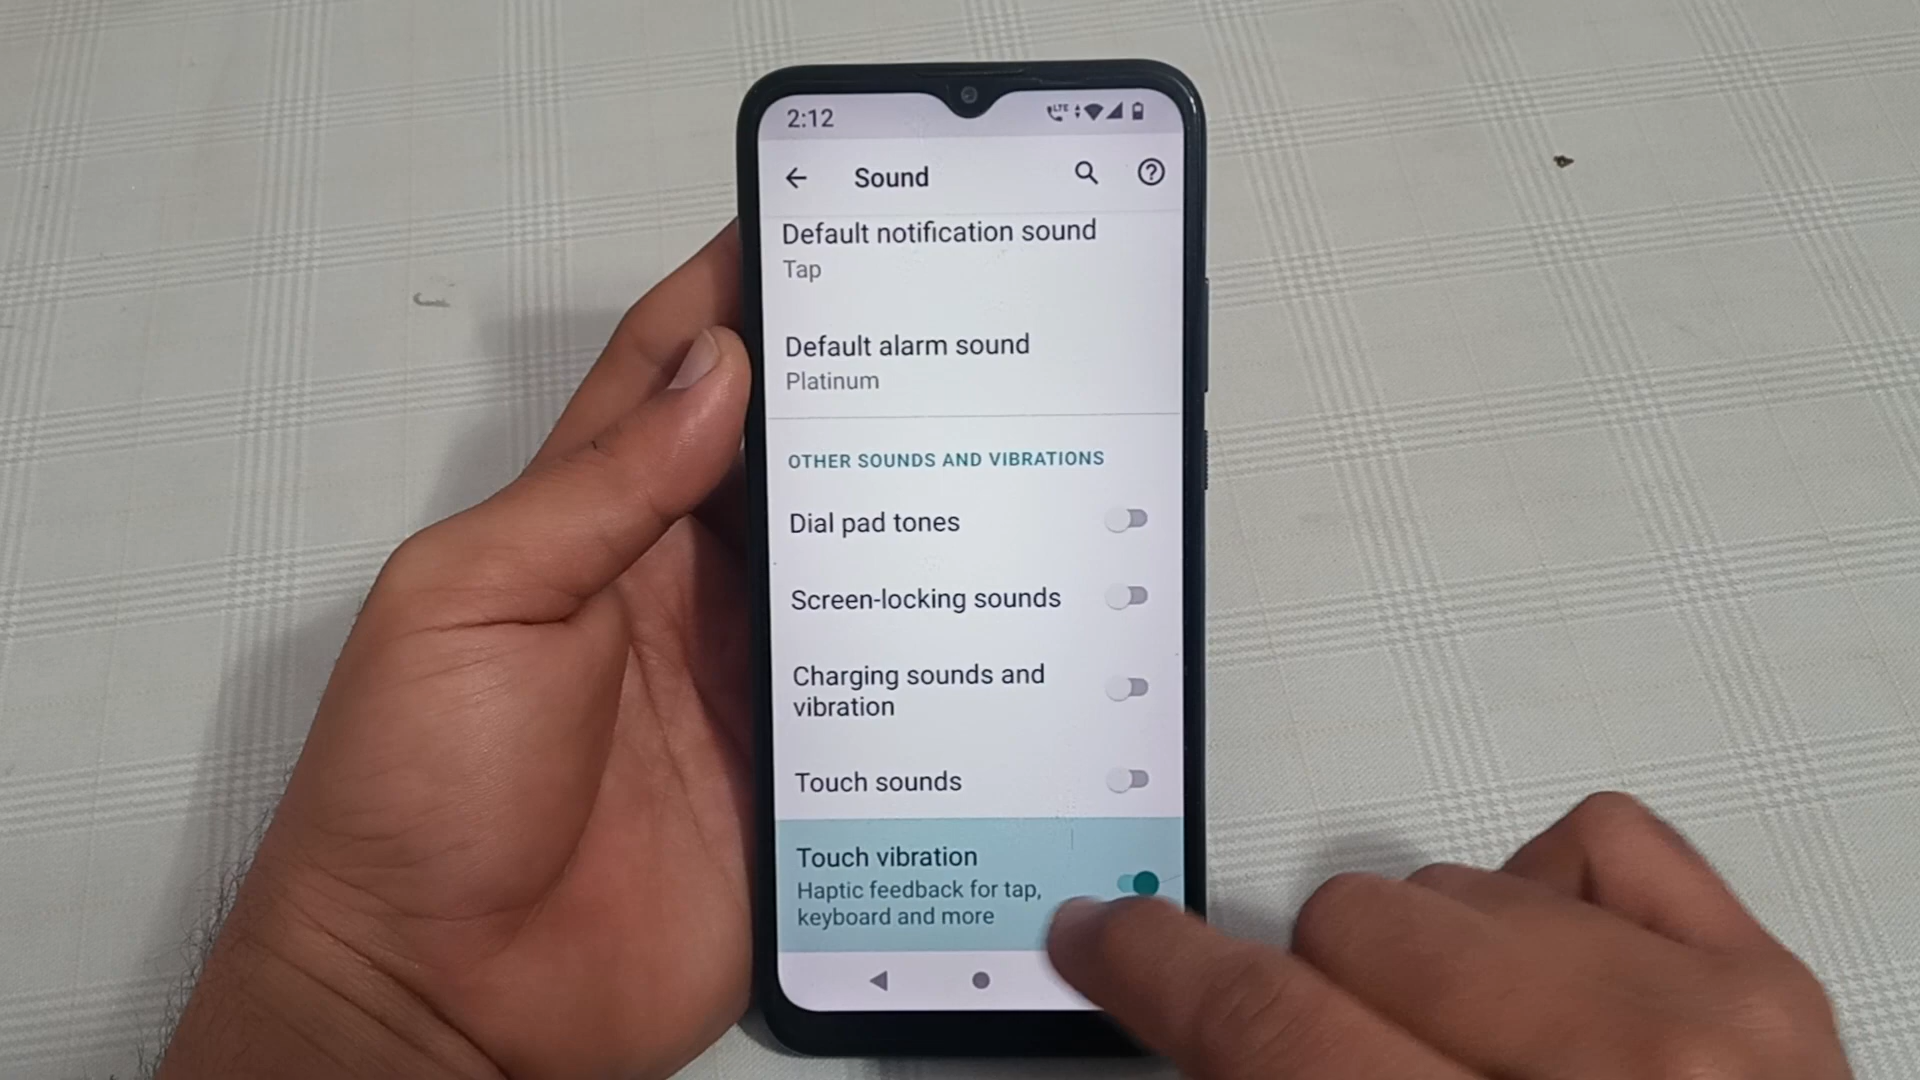 2:12
LTE
Sound
Default notification sound
Tap
Default alarm sound
Platinum
OTHER SOUNDS AND VIBRATIONS
Dial pad tones
Screen-locking sounds
Charging sounds and
vibration
Touch sounds
Touch vibration
Haptic feedback for tap,
keyboard and more